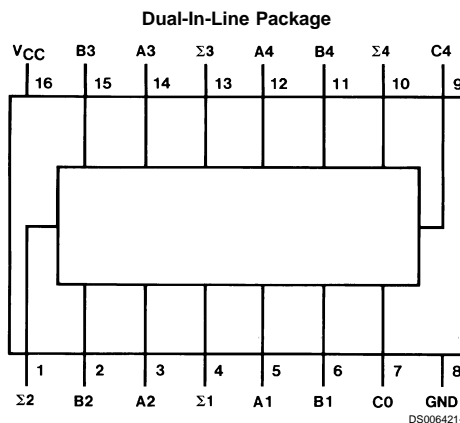 Dual-In-Line Package
VCC B3 A3 Σ3 A4 B4 Σ4 C4
16 15 14 13 12 11 10 9
1 2 3 4 5 6 7 8
Σ2 B2 A2 Σ1 A1 B1 C0 GND
DS006421-